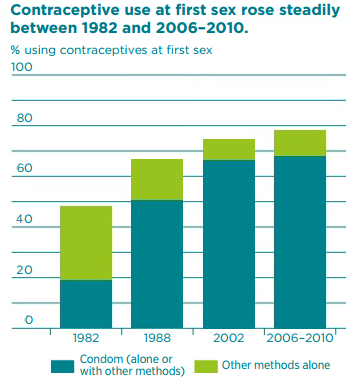 Contraceptive use at first sex rose steadily
between 1982 and 2006–2010.
% using contraceptives at first sex
100
80
60
40
20
0
1982 1988 2002 2006–2010
Condom (alone or
with other methods)
Other methods alone